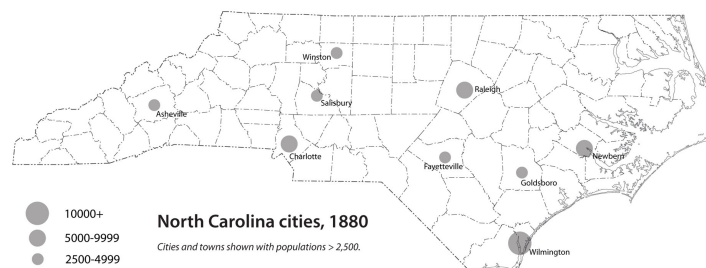 Winston
Raleigh
Salisbury
Asheville
Charlotte
Newbern
Fayetteville
Goldsboro
10000+
North Carolina cities, 1880
5000-9999
Cities and towns shown with populations > 2,500.
Wilmington
2500-4999